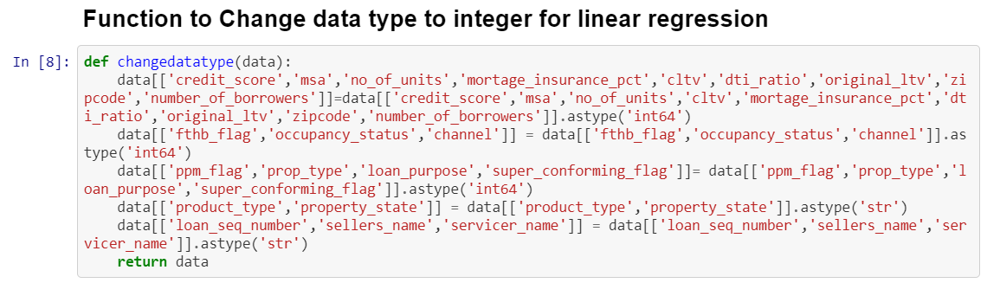 Function to Change data type to integer for linear regression
In [8]: def changedatatype(data):
    data[['credit_score','msa','no_of_units','mortage_insurance_pct','cltv','dti_ratio','original_ltv','zi
pcode','number_of_borrowers']]=data[['credit_score','msa','no_of_units','cltv','mortage_insurance_pct','dt
i_ratio','original_ltv','zipcode','number_of_borrowers']].astype('int64')
    data[['fthb_flag','occupancy_status','channel']] = data[['fthb_flag','occupancy_status','channel']].as
type('int64')
    data[['ppm_flag','prop_type','loan_purpose','super_conforming_flag']]= data[['ppm_flag','prop_type','l
oan_purpose','super_conforming_flag']].astype('int64')
    data[['product_type','property_state']] = data[['product_type','property_state']].astype('str')
    data[['loan_seq_number','sellers_name','servicer_name']] = data[['loan_seq_number','sellers_name','ser
vicer_name']].astype('str')
    return data